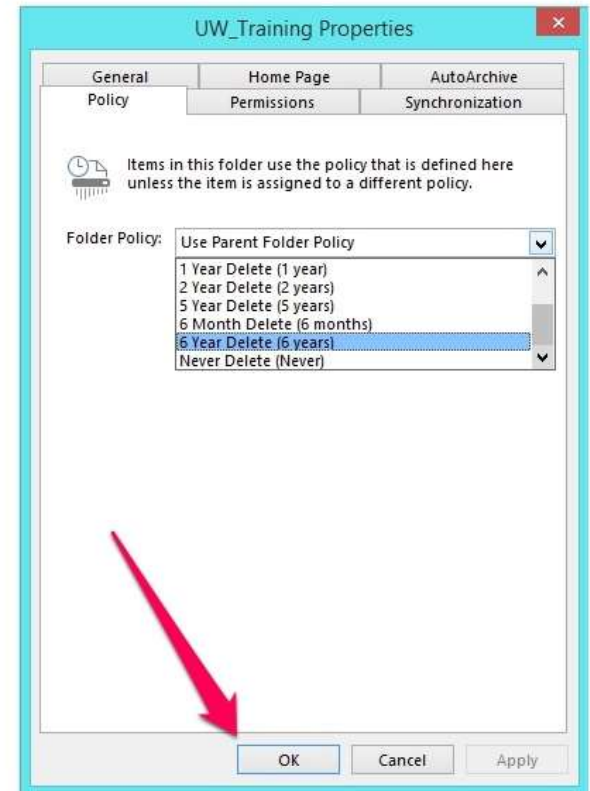 UW_Training Properties
General Home Page AutoArchive
Policy Permissions Synchronization
Items in this folder use the policy that is defined here
unless the item is assigned to a different policy.
Folder Policy: Use Parent Folder Policy
1 Year Delete (1 year)
2 Year Delete (2 years)
5 Year Delete (5 years)
6 Month Delete (6 months)
6 Year Delete (6 years)
Never Delete (Never)
OK Cancel Apply